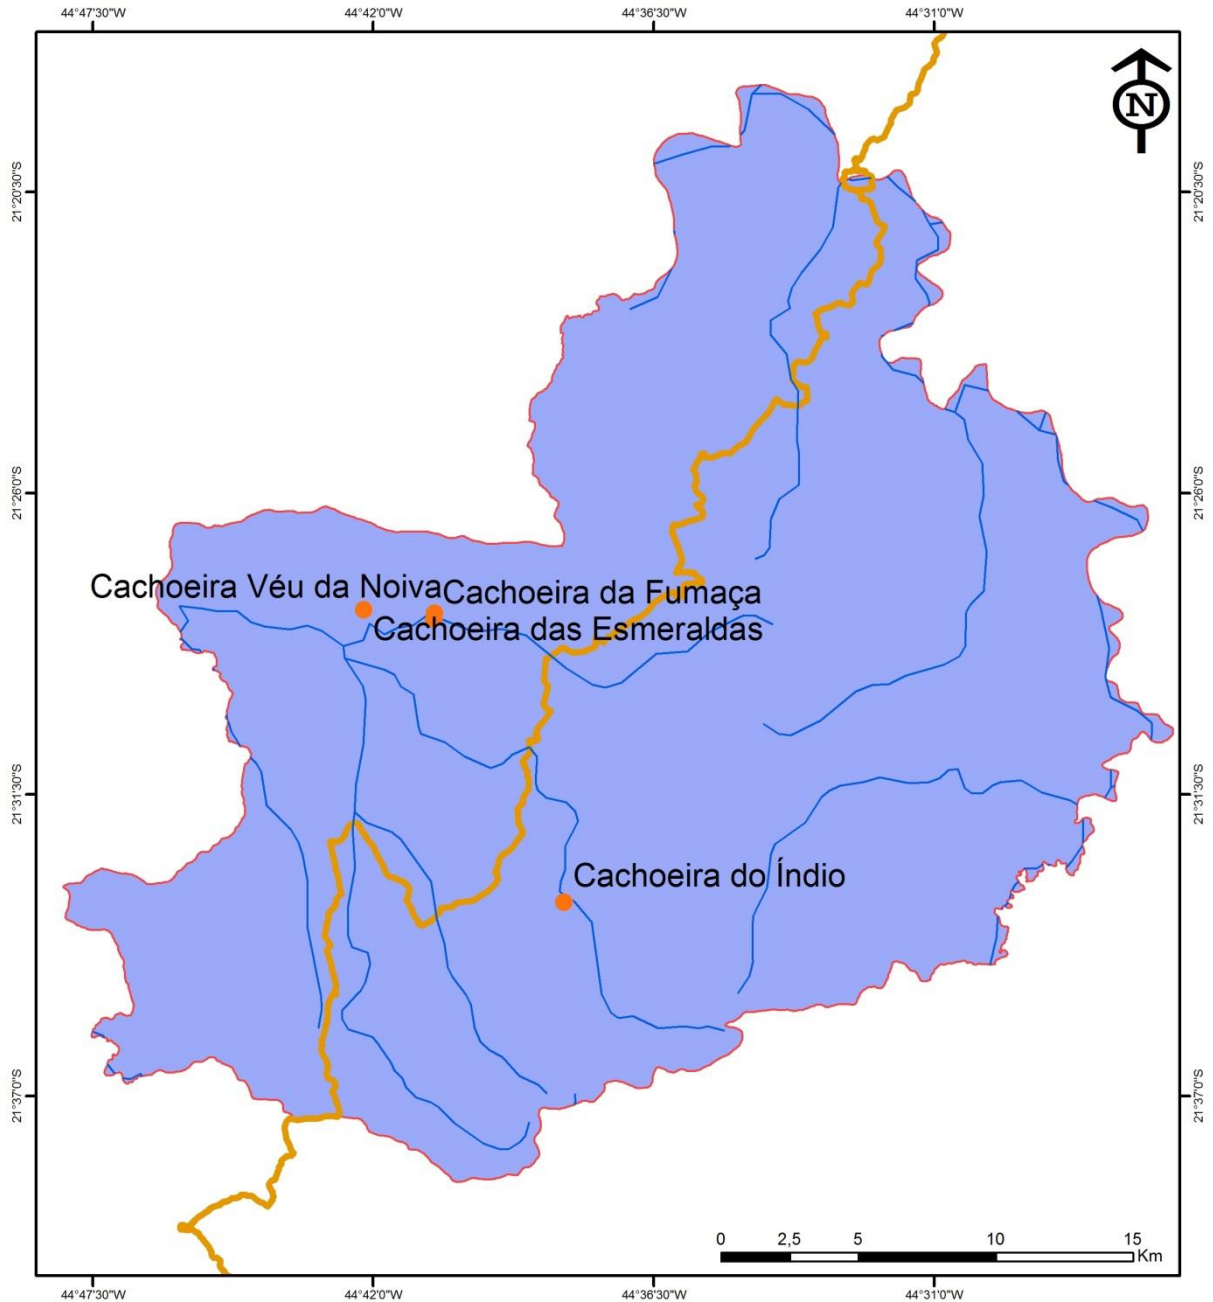 44°47'30"W 44°42'0"W 44°36'30"W 44°31'0"W
N
21°20'30"S 21°20'30"S
21°26'0"S 21°26'0"S
Cachoeira Véu da Noiva Cachoeira da Fumaça
Cachoeira das Esmeraldas
21°31'30"S 21°31'30"S
Cachoeira do Índio
21°37'0"S 21°37'0"S
0 2,5 5 10 15
Km
44°47'30"W 44°42'0"W 44°36'30"W 44°31'0"W